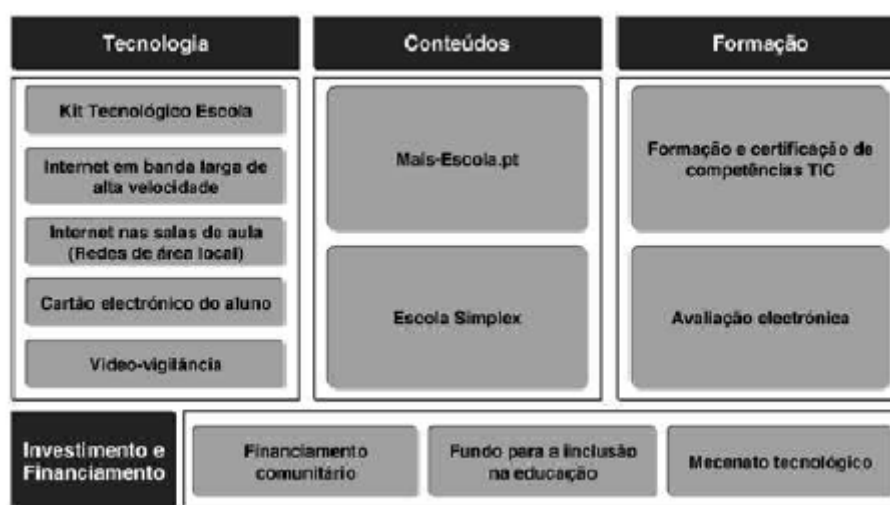 Tecnologia
Kit Tecnológico Escola
Internet em banda larga de
alta velocidade
Internet nas salas de aula
(Redes de área local)
Cartão electrónico do aluno
Vídeo-vigilância
Conteúdos
Mais-Escola.pt
Escola Simplex
Formação
Formação e certificação de
competências TIC
Avaliação electrónica
Investimento e
Financiamento
Financiamento
comunitário
Fundo para a iinclusão
na educação
Mecenato tecnológico